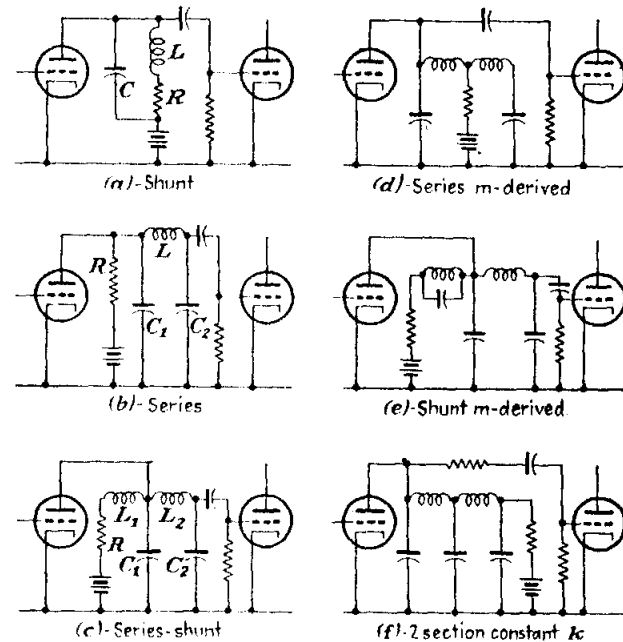 C
L
R
(a)-Shunt
(d)-Series m-derived
R
L
C1
C2
(b)-Series
(e)-Shunt m-derived.
L1
L2
R
C1
C2
(c)-Series-shunt
(f)-2 section constant k